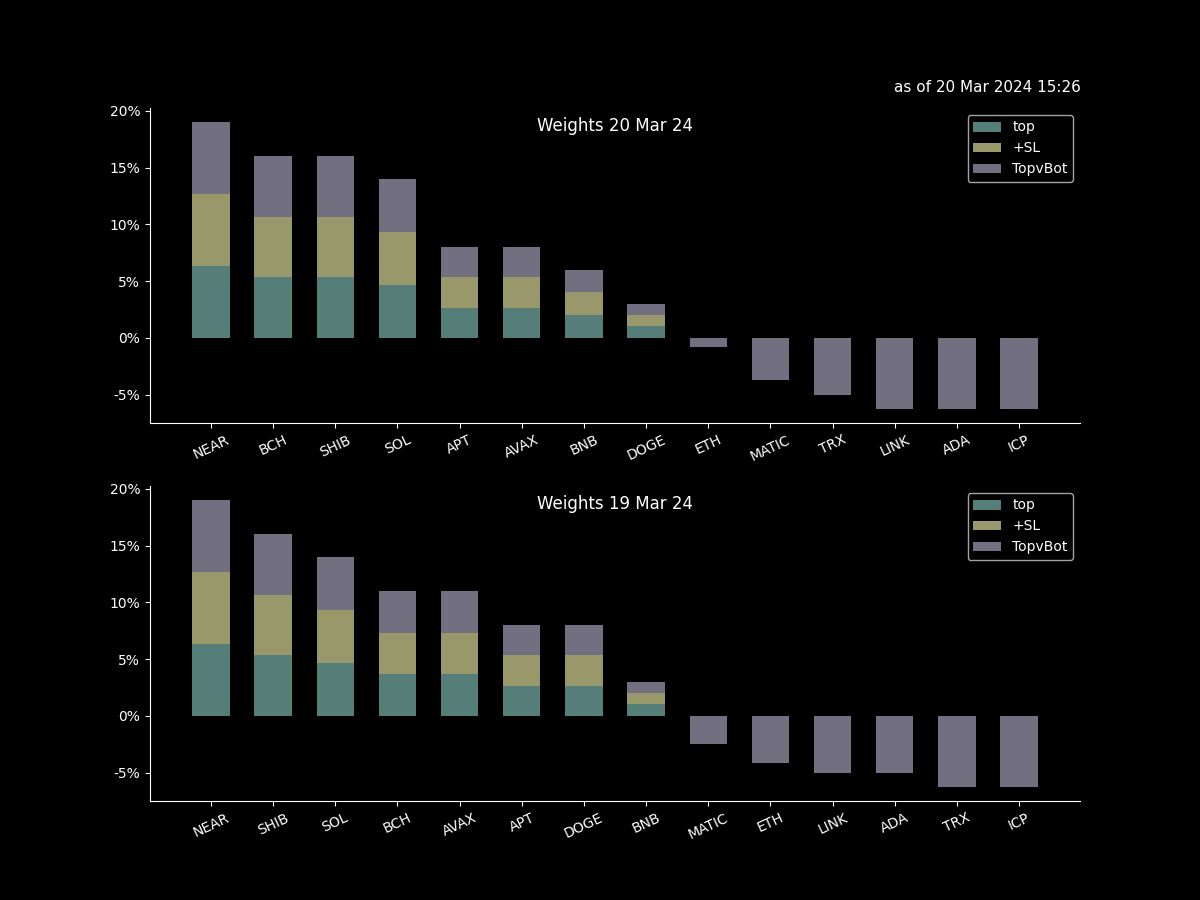 as of 20 Mar 2024 15:26
Weights 20 Mar 24
20%
15%
10%
5%
0%
-5%
top
+SL
TopvBot
NEAR BCH SHIB SOL APT AVAX BNB DOGE ETH MATIC TRX LINK ADA ICP
Weights 19 Mar 24
20%
15%
10%
5%
0%
-5%
top
+SL
TopvBot
NEAR SHIB SOL BCH AVAX APT DOGE BNB MATIC ETH LINK ADA TRX ICP